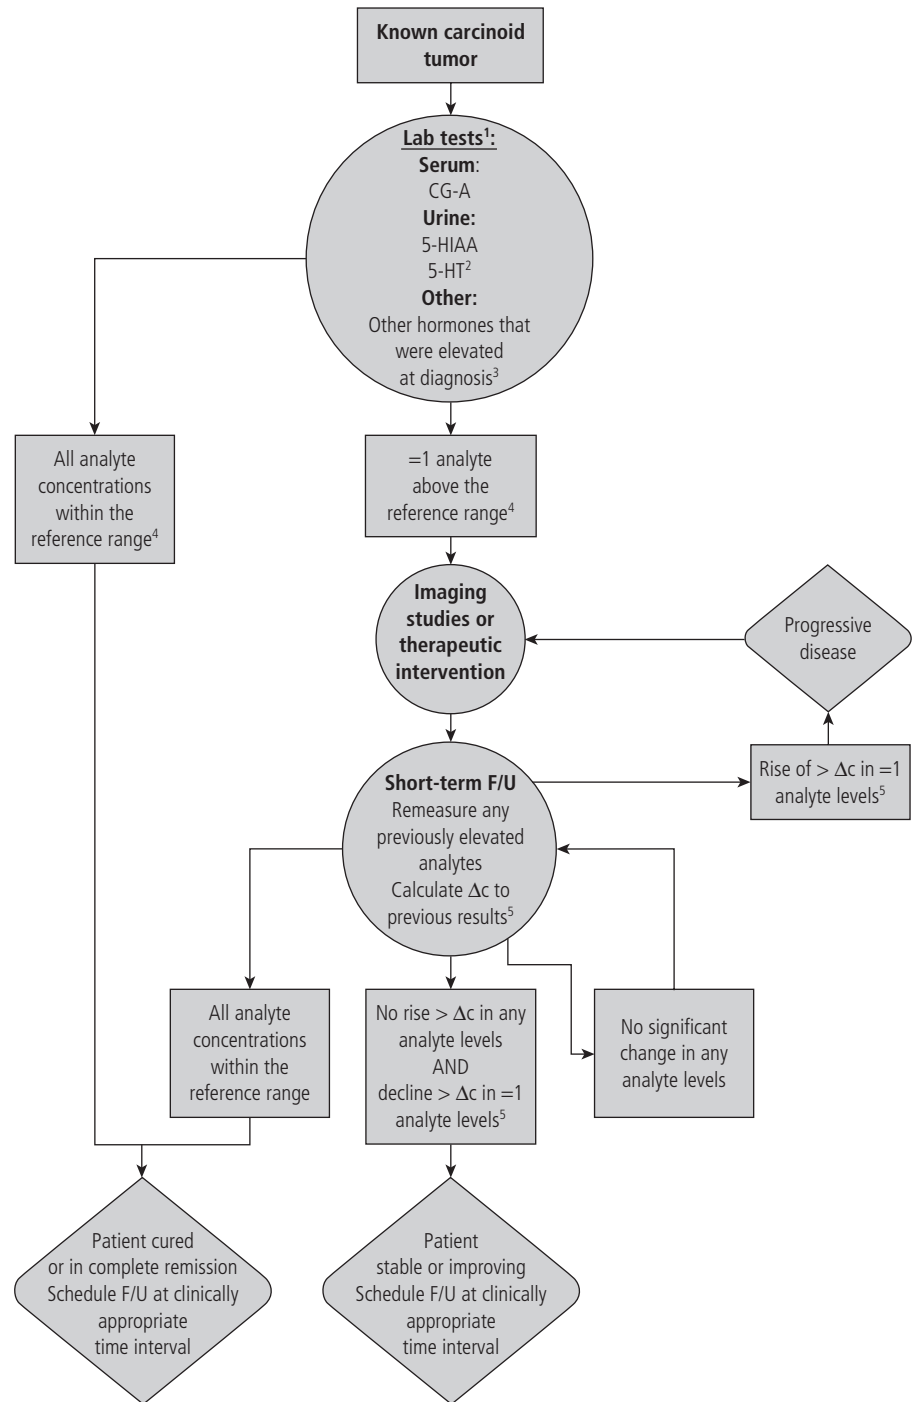 Known carcinoid
tumor
Lab tests¹:
Serum:
CG-A
Urine:
5-HIAA
5-HT²
Other:
Other hormones that
were elevated
at diagnosis³
All analyte
concentrations
within the
reference range⁴
=1 analyte
above the
reference range⁴
Imaging
studies or
therapeutic
intervention
Progressive
disease
Short-term F/U
Remeasure any
previously elevated
analytes
Calculate Δc to
previous results⁵
Rise of > Δc in =1
analyte levels⁵
All analyte
concentrations
within the
reference range
No rise > Δc in any
analyte levels
AND
decline > Δc in =1
analyte levels⁵
No significant
change in any
analyte levels
Patient cured
or in complete remission
Schedule F/U at clinically
appropriate
time interval
Patient
stable or improving
Schedule F/U at clinically
appropriate
time interval